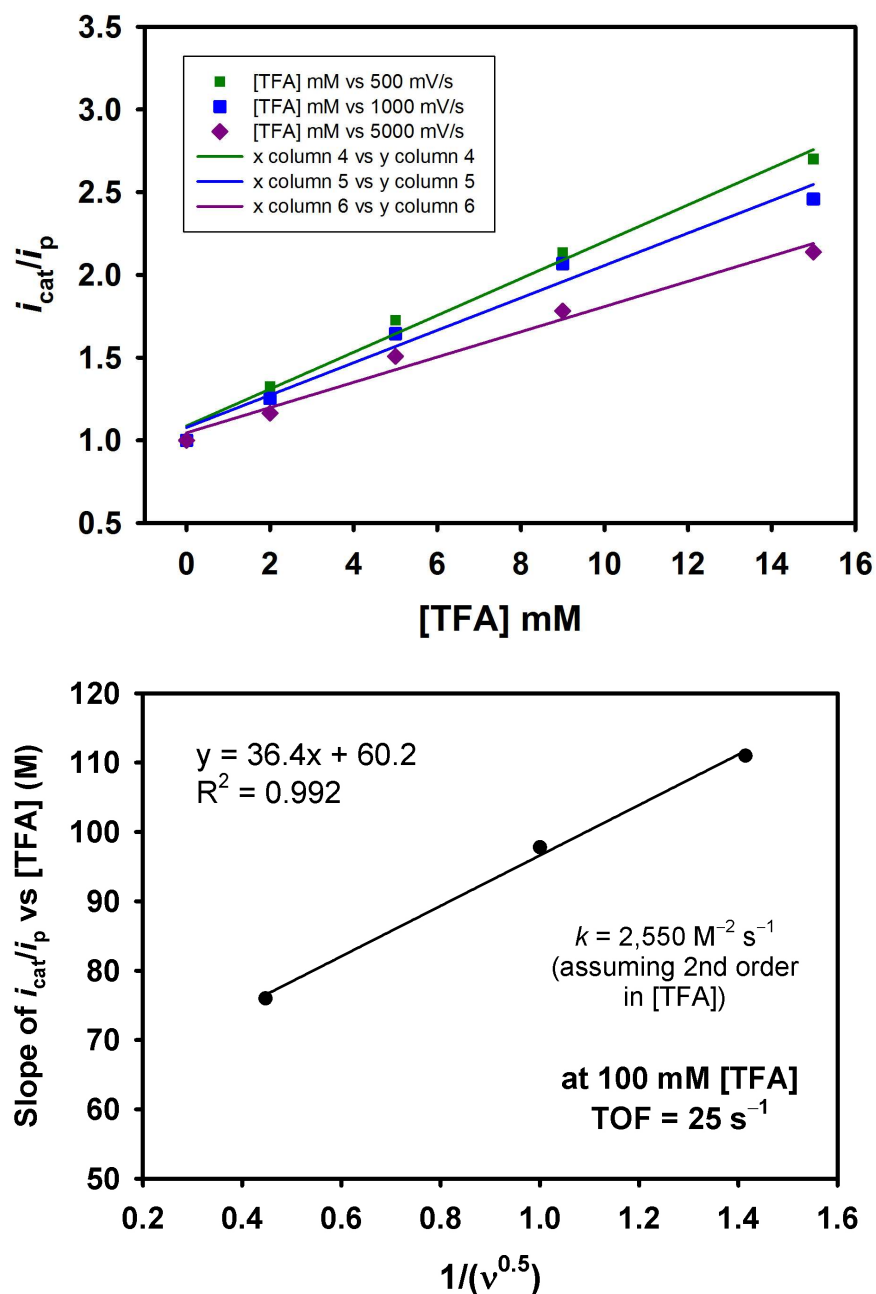 3.5
3.0
2.5
2.0
1.5
1.0
0.5
i_cat/i_p
[TFA] mM vs 500 mV/s
[TFA] mM vs 1000 mV/s
[TFA] mM vs 5000 mV/s
x column 4 vs y column 4
x column 5 vs y column 5
x column 6 vs y column 6
0 2 4 6 8 10 12 14 16
[TFA] mM
120
110
100
90
80
70
60
50
Slope of i_cat/i_p vs [TFA] (M)
y = 36.4x + 60.2
R² = 0.992
k = 2,550 M⁻² s⁻¹
(assuming 2nd order
in [TFA])
at 100 mM [TFA]
TOF = 25 s⁻¹
0.2 0.4 0.6 0.8 1.0 1.2 1.4 1.6
1/(ν⁰·⁵)